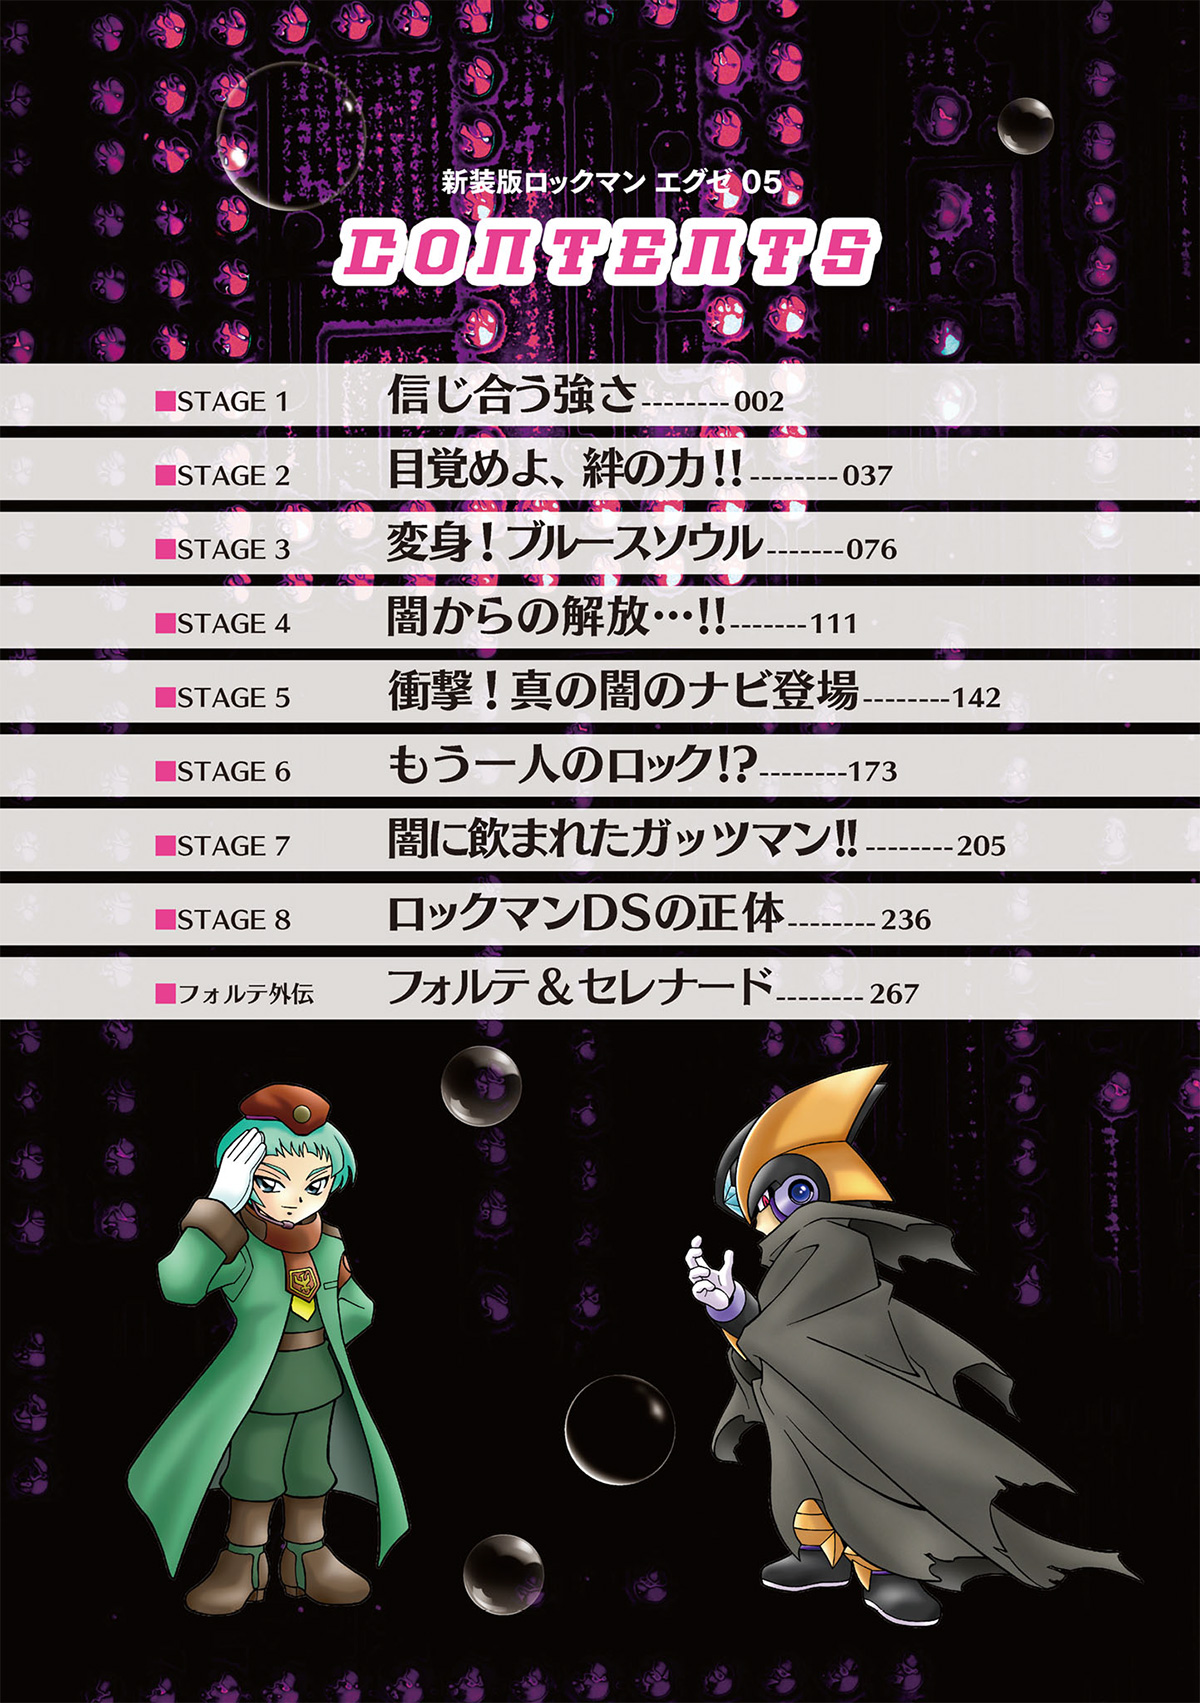 新装版ロックマン エグゼ 05
CONTENTS
■STAGE 1 信じ合う強さ--------002
■STAGE 2 目覚めよ、絆の力!!--------037
■STAGE 3 変身！ブルースソウル-------076
■STAGE 4 闇からの解放…!!-------111
■STAGE 5 衝撃！真の闇のナビ登場--------142
■STAGE 6 もう一人のロック!?--------173
■STAGE 7 闇に飲まれたガッツマン!!--------205
■STAGE 8 ロックマンDSの正体--------236
■フォルテ外伝 フォルテ＆セレナード--------267